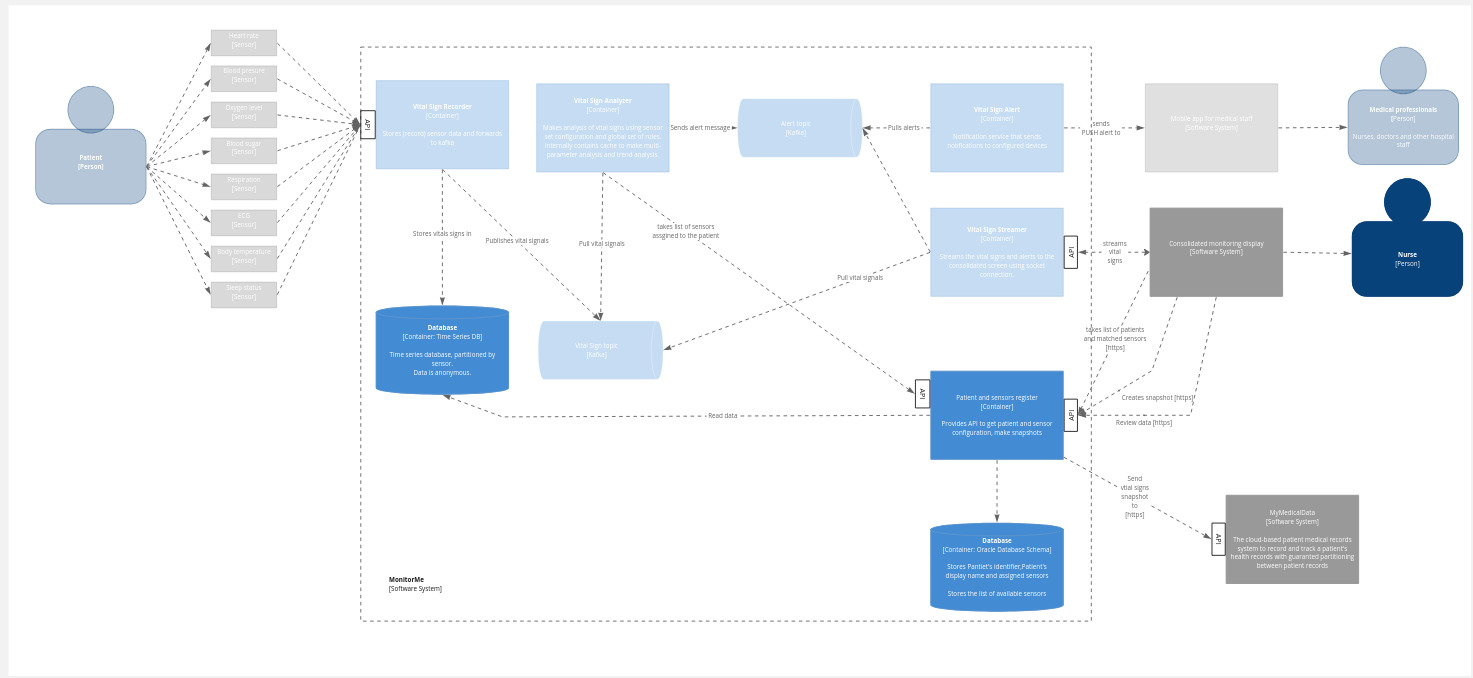 Patient
[Person]
Heart rate
[Sensor]
Blood presure
[Sensor]
Oxygen level
[Sensor]
Blood sugar
[Sensor]
Respiration
[Sensor]
ECG
[Sensor]
Body temperature
[Sensor]
Sleep status
[Sensor]
API
Vital Sign Recorder
[Container]
Stores (record) sensor data and forwards
to kafka
Vital Sign Analyzer
[Container]
Makes analysis of vital signs using sensor
set configuration and global list of rules.
Internaly contains cache to make multi-
parameter analysis and trend analysis.
Sends alert message
Alert topic
[Kafka]
Pulls alerts
Vital Sign Alert
[Container]
Notification service that sends
notifications to configured devices
sends
PUSH alert to
Mobile app for medical staff
[Software System]
Medical professionals
[Person]
Nurses, doctors and other hospital
staff
Stores vitals signs in
Publishes vital signals
Pull vital signals
takes list of sensors
assgined to the patient
Vital Sign Streamer
[Container]
Streams the vital signs and alerts to the
consolidated screen using socket
connection.
API
streams
vital
signs
Consolidated monitoring display
[Software System]
Nurse
[Person]
Pull vital signals
Database
[Container: Time Series DB]
Time series database, partitioned by
sensor.
Data is anonymous.
Vital Sign topic
[Kafka]
takes list of patients
and matched sensors
[https]
API
Patient and sensors register
[Container]
Provides API to get patient and sensor
configuration, make snapshots
API
Creates snapshot [https]
Review data [https]
Read data
Send
vtial signs
snapshot
to
[https]
API
MyMedicalData
[Software System]
The cloud-based patient medical records
system to record and track a patient's
health records with guaranted partitioning
between patient records
Database
[Container: Oracle Database Schema]
Stores Pantiet's identifier,Patient's
display name and assigned sensors
Stores the list of available sensors
MonitorMe
[Software System]